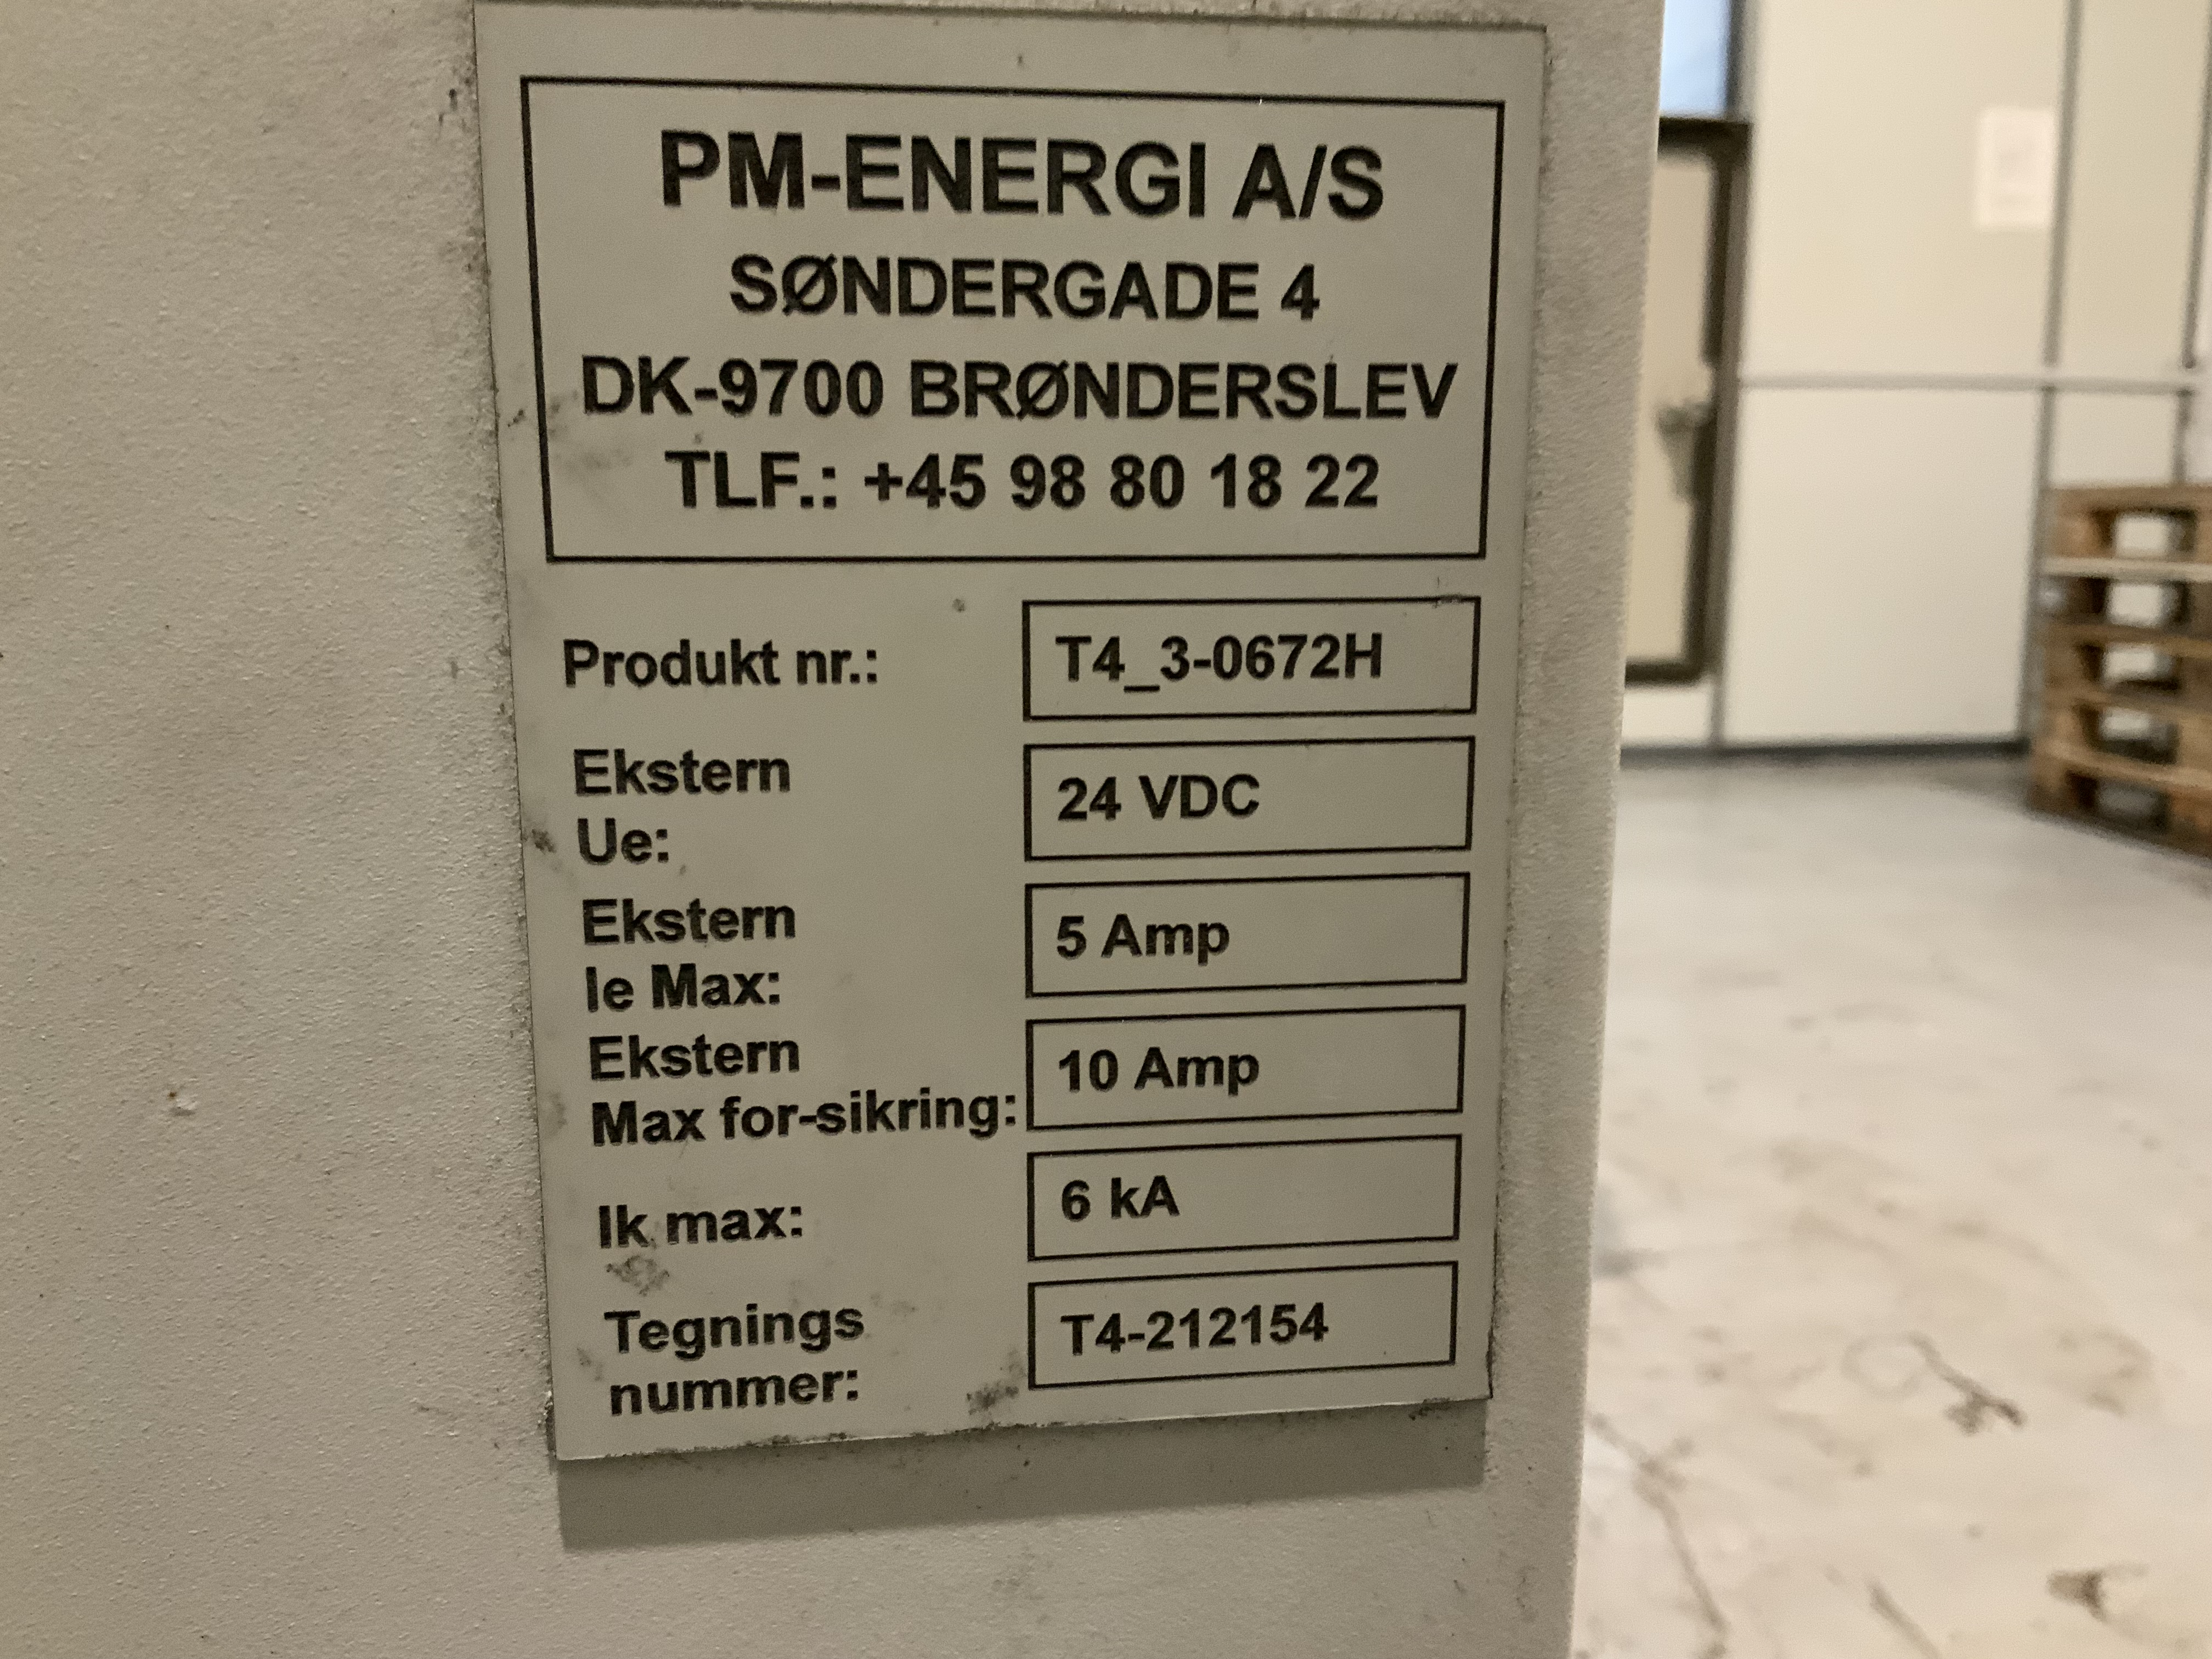 PM-ENERGI A/S
SØNDERGADE 4
DK-9700 BRØNDERSLEV
TLF.: +45 98 80 18 22
Produkt nr.: T4_3-0672H
Ekstern
Ue: 24 VDC
Ekstern
Ie Max: 5 Amp
Ekstern
Max for-sikring: 10 Amp
Ik max: 6 kA
Tegnings
nummer: T4-212154